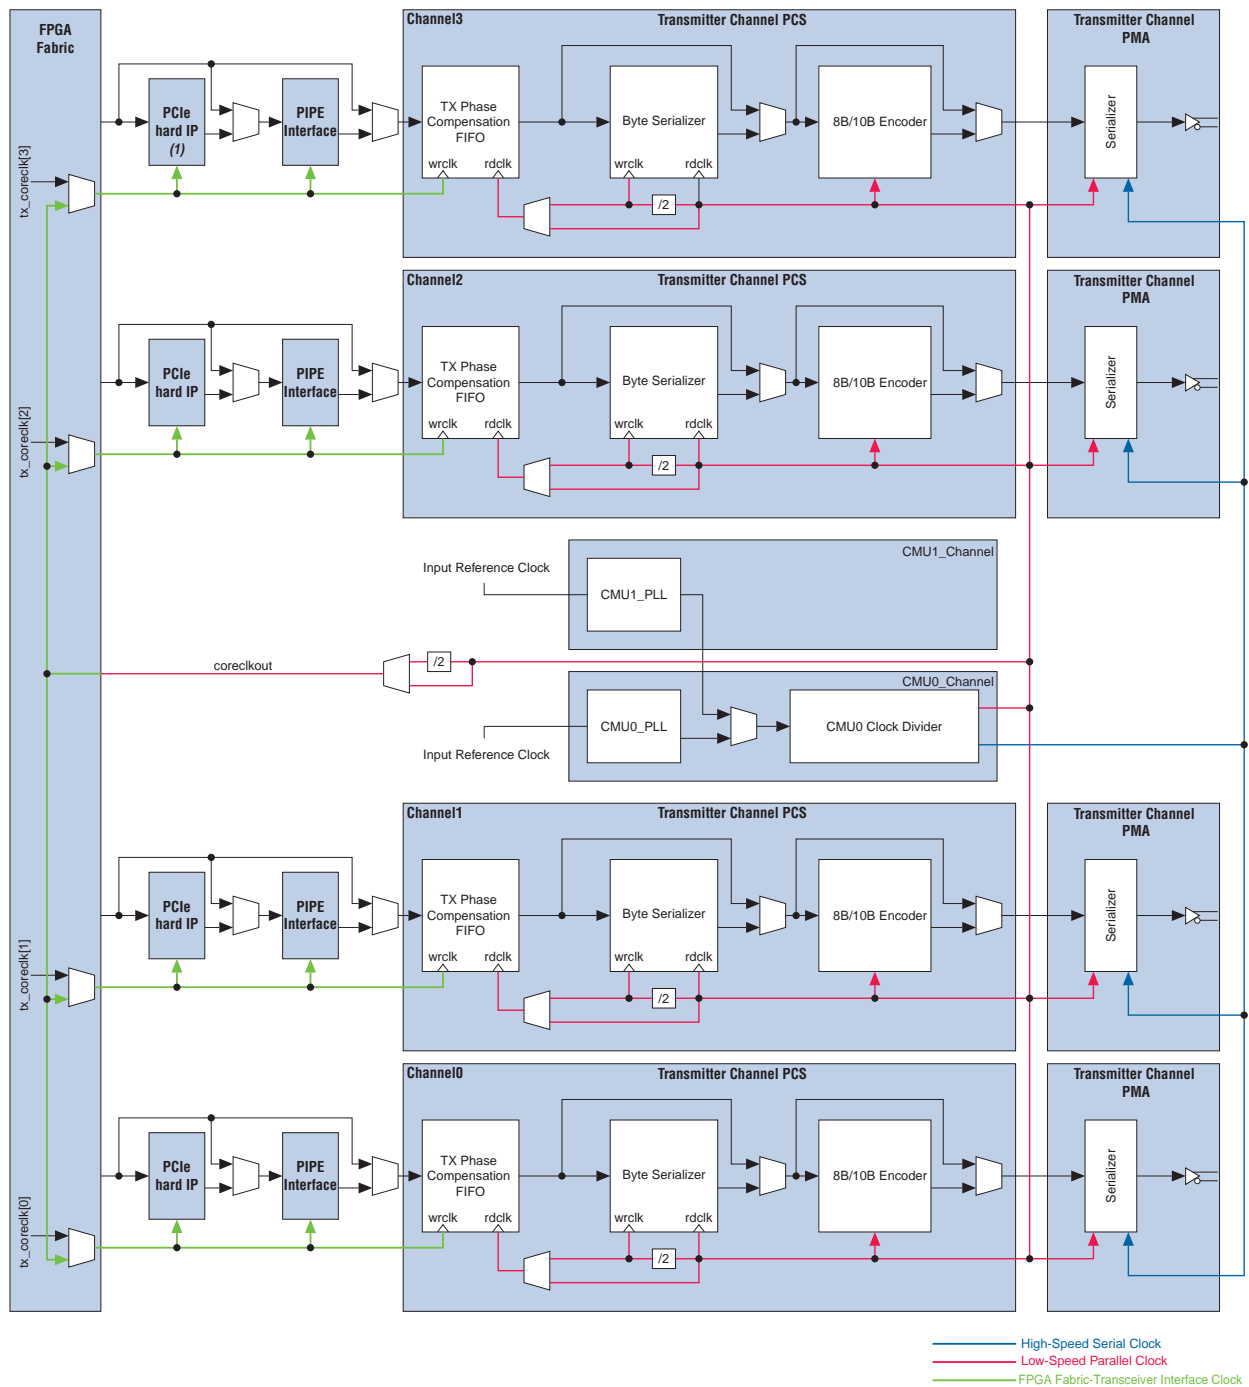 FPGA
Fabric
Channel3
Transmitter Channel PCS
Transmitter Channel
PMA
PCIe
hard IP
(1)
PIPE
Interface
TX Phase
Compensation
FIFO
wrclk
rdclk
Byte Serializer
wrclk
rdclk
8B/10B Encoder
Serializer
/2
tx_coreclk[3]
Channel2
Transmitter Channel PCS
Transmitter Channel
PMA
PCIe
hard IP
PIPE
Interface
TX Phase
Compensation
FIFO
wrclk
rdclk
Byte Serializer
wrclk
rdclk
8B/10B Encoder
Serializer
/2
tx_coreclk[2]
CMU1_Channel
Input Reference Clock
CMU1_PLL
/2
coreclkout
CMU0_Channel
CMU0_PLL
CMU0 Clock Divider
Input Reference Clock
Channel1
Transmitter Channel PCS
Transmitter Channel
PMA
PCIe
hard IP
PIPE
Interface
TX Phase
Compensation
FIFO
wrclk
rdclk
Byte Serializer
wrclk
rdclk
8B/10B Encoder
Serializer
/2
tx_coreclk[1]
Channel0
Transmitter Channel PCS
Transmitter Channel
PMA
PCIe
hard IP
PIPE
Interface
TX Phase
Compensation
FIFO
wrclk
rdclk
Byte Serializer
wrclk
rdclk
8B/10B Encoder
Serializer
/2
tx_coreclk[0]
High-Speed Serial Clock
Low-Speed Parallel Clock
FPGA Fabric-Transceiver Interface Clock